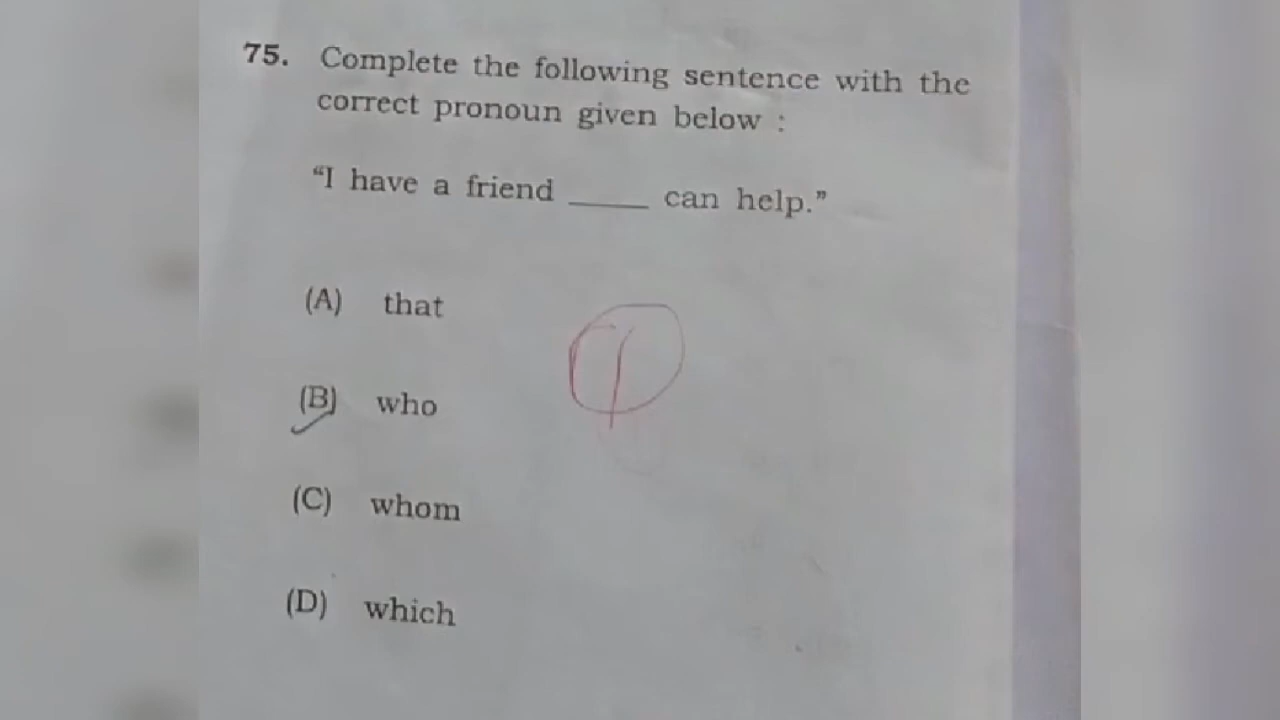 75. Complete the following sentence with the
correct pronoun given below :
“I have a friend _____ can help.”
(A) that
(B) who
(C) whom
(D) which